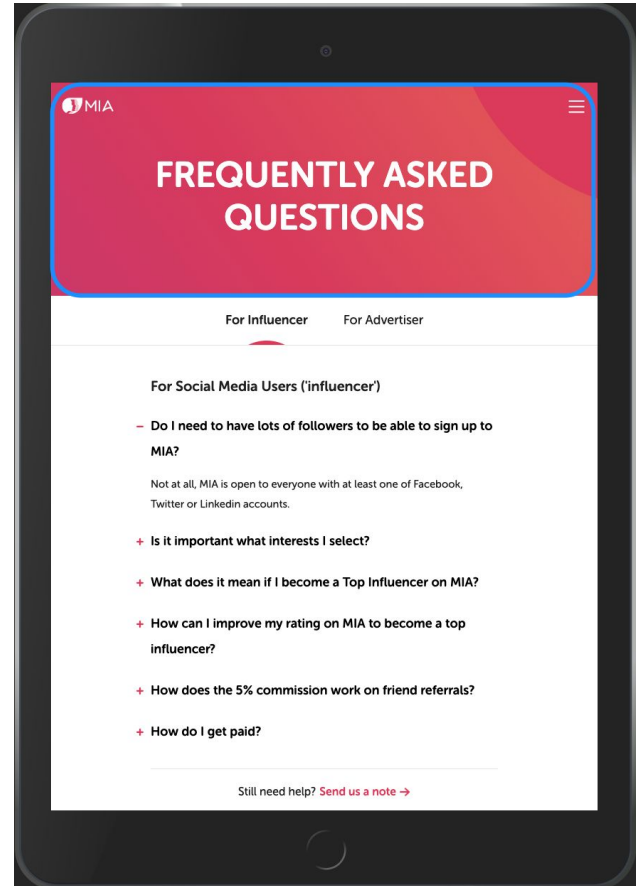 MIA
FREQUENTLY ASKED
QUESTIONS
For Influencer
For Advertiser
For Social Media Users ('influencer')
– Do I need to have lots of followers to be able to sign up to
MIA?
Not at all, MIA is open to everyone with at least one of Facebook,
Twitter or Linkedin accounts.
+ Is it important what interests I select?
+ What does it mean if I become a Top Influencer on MIA?
+ How can I improve my rating on MIA to become a top
influencer?
+ How does the 5% commission work on friend referrals?
+ How do I get paid?
Still need help? Send us a note →